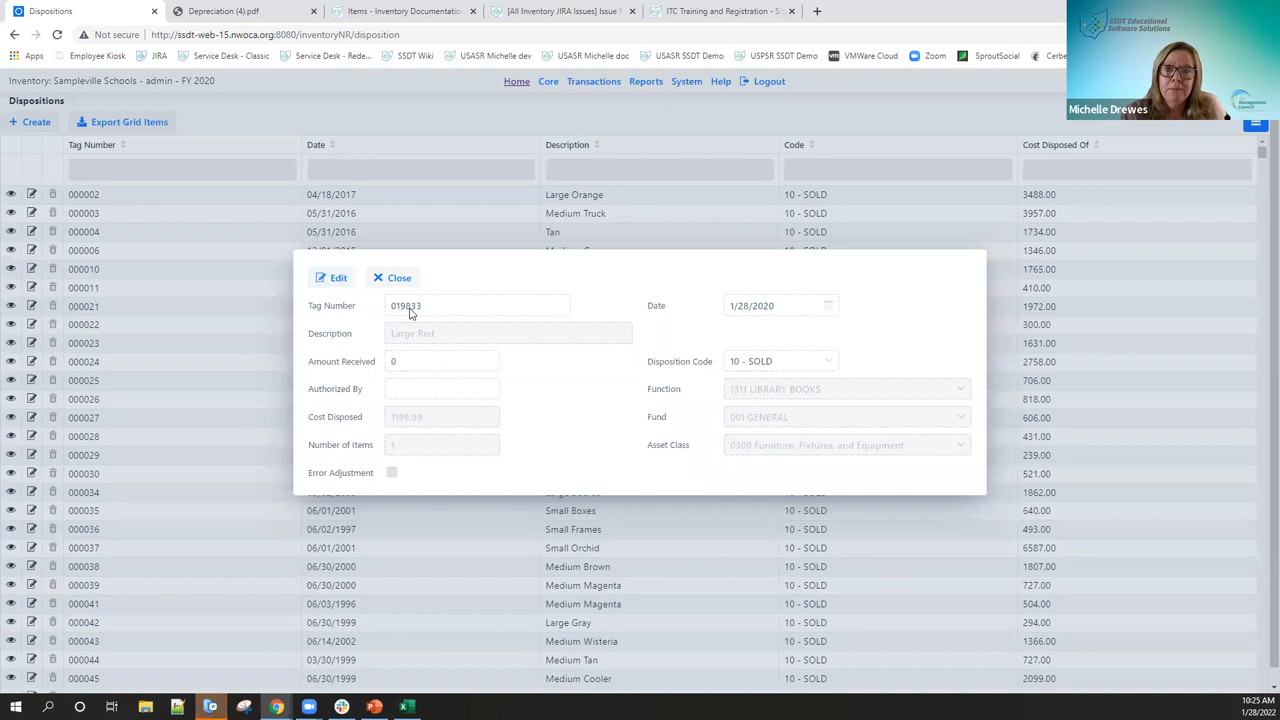 Dispositions
Depreciation (4).pdf
Items - Inventory Documentation
[All Inventory JIRA Issues] Issue
ITC Training and Registration - S
Not secure
http://ssdt-web-15.nwoca.org:8080/inventoryNR/disposition
Apps
Employee Kiosk
JIRA
Service Desk - Classic
Service Desk - Rede...
SSDT Wiki
USASR Michelle dev
USASR Michelle doc
USASR SSDT Demo
USPSR SSDT Demo
VMWare Cloud
Zoom
SproutSocial
Cerbe
SSDT Educational
Software Solutions
Management
Council
Michelle Drewes
Inventory: Sampleville Schools - admin - FY 2020
Home Core Transactions Reports System Help Logout
Dispositions
+ Create Export Grid Items
Tag Number Date Description Code Cost Disposed Of
000002 04/18/2017 Large Orange 10 - SOLD 3488.00
000003 05/31/2016 Medium Truck 10 - SOLD 3957.00
000004 05/31/2016 Tan 10 - SOLD 1734.00
000006 10 - SOLD 1346.00
000010 1765.00
000011 410.00
000021 1972.00
000022 300.00
000023 1631.00
000024 2758.00
000025 706.00
000026 818.00
000027 606.00
000028 431.00
000029 239.00
000030 521.00
000034 10 - SOLD 1862.00
000035 06/01/2001 Small Boxes 10 - SOLD 640.00
000036 06/02/1997 Small Frames 10 - SOLD 493.00
000037 06/01/2001 Small Orchid 10 - SOLD 6587.00
000038 06/30/2000 Medium Brown 10 - SOLD 1807.00
000039 06/30/2000 Medium Magenta 10 - SOLD 727.00
000041 06/03/1996 Medium Magenta 10 - SOLD 504.00
000042 06/30/1999 Large Gray 10 - SOLD 294.00
000043 06/14/2002 Medium Wisteria 10 - SOLD 1366.00
000044 03/30/1999 Medium Tan 10 - SOLD 727.00
000045 06/30/1999 Medium Cooler 10 - SOLD 2099.00
Edit Close
Tag Number 019833 Date 1/28/2020
Description Large Red
Amount Received 0 Disposition Code 10 - SOLD
Authorized By Function 1311 LIBRARY BOOKS
Cost Disposed 1199.99 Fund 001 GENERAL
Number of Items 1 Asset Class 0300 Furniture, Fixtures, and Equipment
Error Adjustment
10:25 AM
1/28/2022